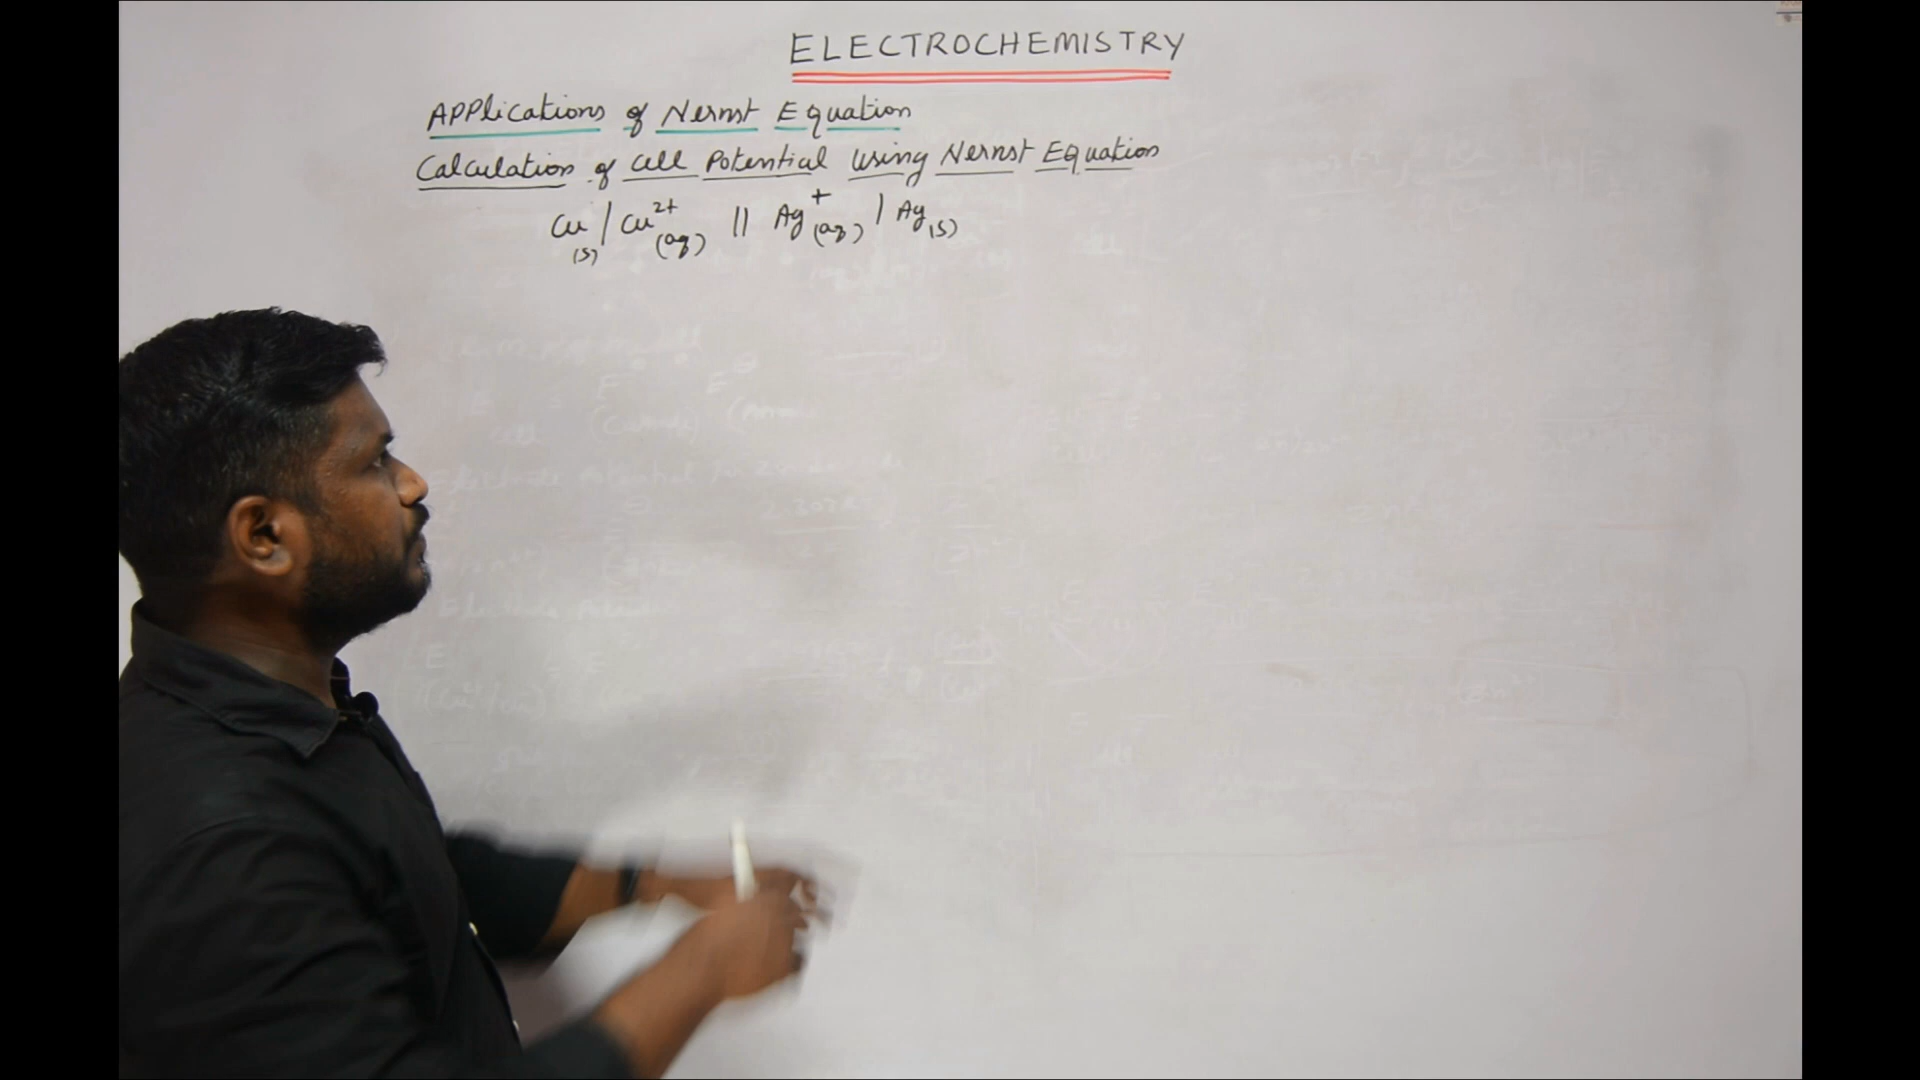 ELECTROCHEMISTRY
Applications of Nernst Equation
Calculation of cell Potential using Nernst Equation
Cu(s) | Cu²⁺(aq) || Ag⁺(aq) | Ag(s)